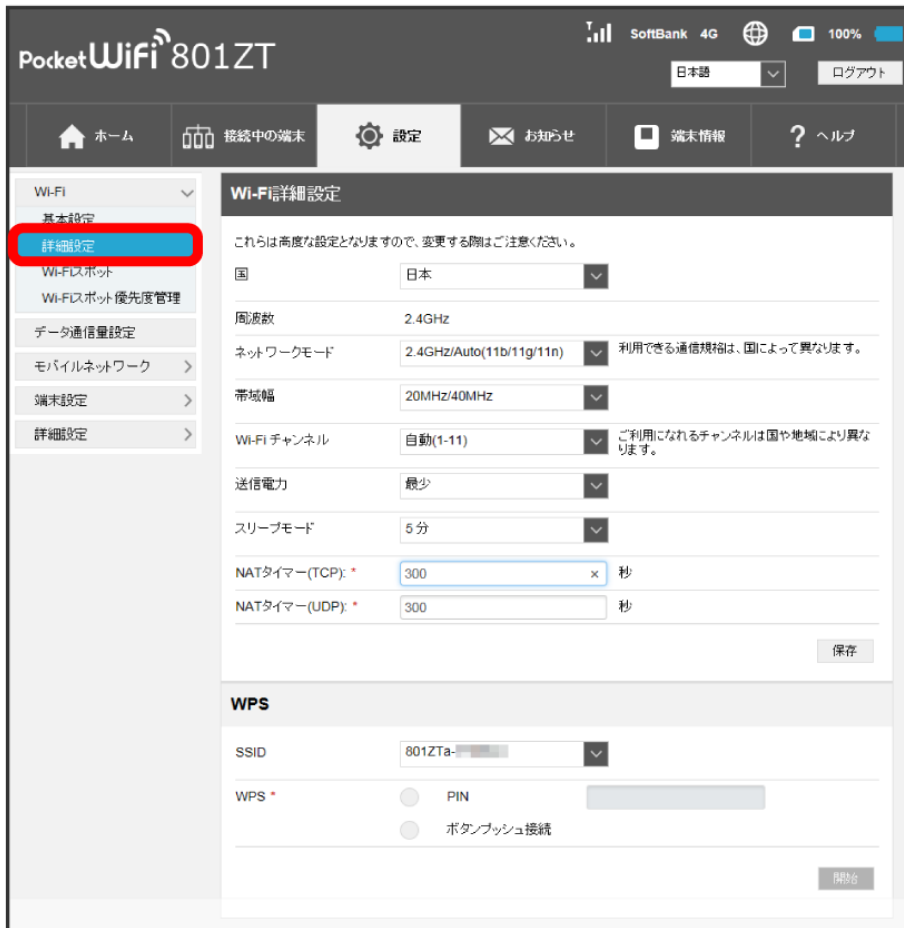 SoftBank 4G 100%
Pocket WiFi 801ZT
日本語 ログアウト
ホーム 接続中の端末 設定 お知らせ 端末情報 ? ヘルプ
Wi-Fi
基本設定
詳細設定
Wi-Fiスポット
Wi-Fiスポット優先度管理
データ通信量設定
モバイルネットワーク
端末設定
詳細設定
Wi-Fi詳細設定
これらは高度な設定となりますので、変更する際はご注意ください。
国 日本
周波数 2.4GHz
ネットワークモード 2.4GHz/Auto(11b/11g/11n) 利用できる通信規格は、国によって異なります。
帯域幅 20MHz/40MHz
Wi-Fi チャンネル 自動(1-11) ご利用になれるチャンネルは国や地域により異な
ります。
送信電力 最少
スリープモード 5分
NATタイマー(TCP): * 300 × 秒
NATタイマー(UDP): * 300 秒
保存
WPS
SSID 801ZTa-
WPS * PIN
ボタンプッシュ接続
開始